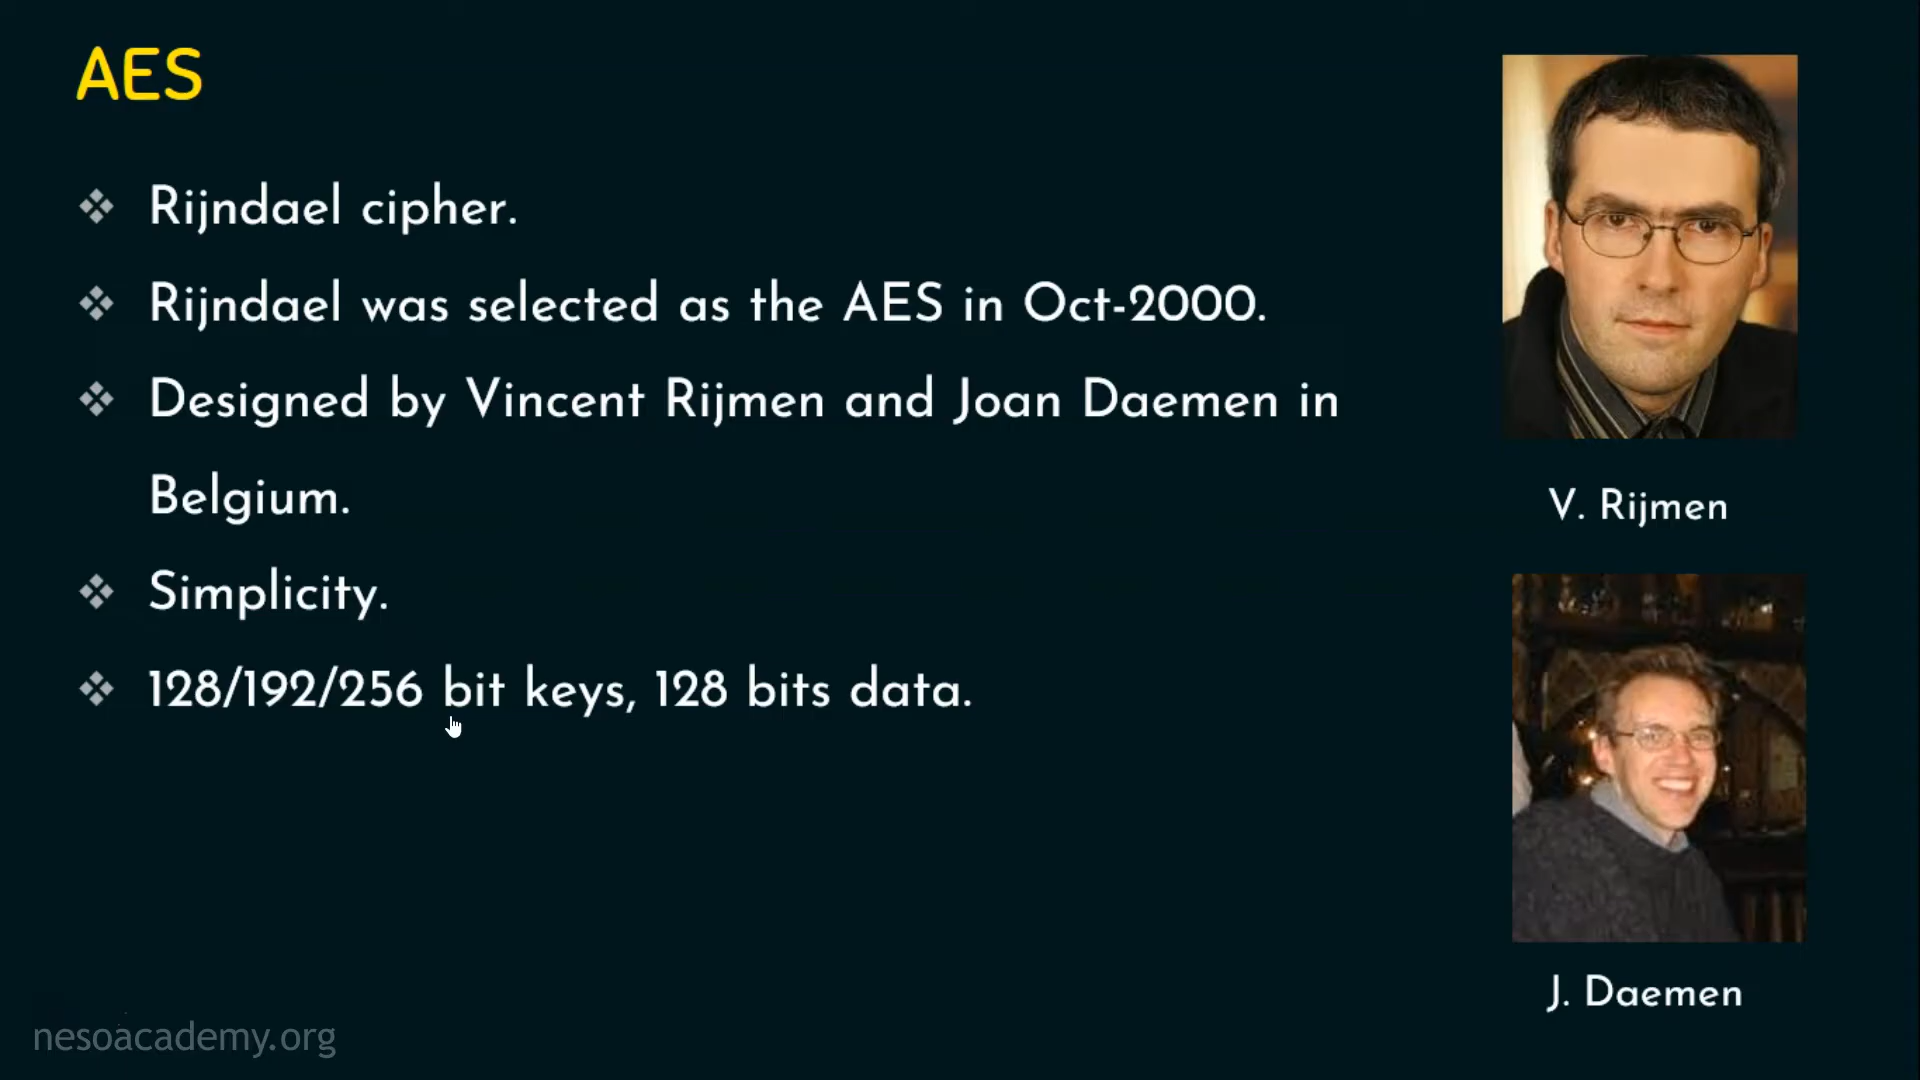 AES
Rijndael cipher.
Rijndael was selected as the AES in Oct-2000.
Designed by Vincent Rijmen and Joan Daemen in
Belgium.
Simplicity.
128/192/256 bit keys, 128 bits data.
V. Rijmen
J. Daemen
nesoacademy.org